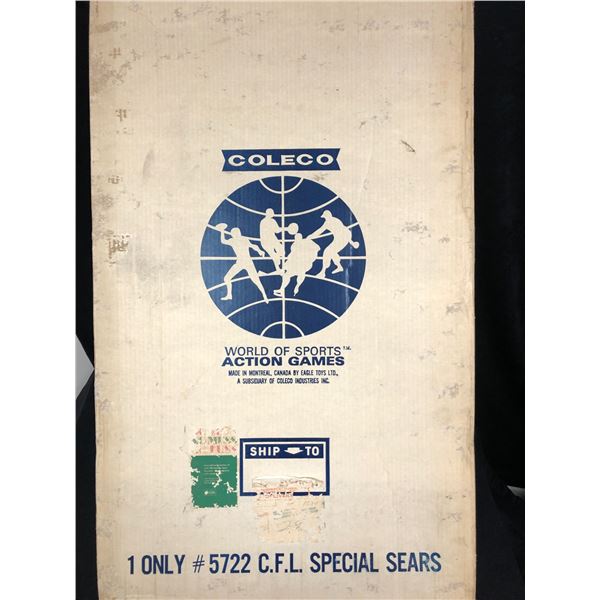 COLECO
WORLD OF SPORTS™
ACTION GAMES
MADE IN MONTREAL, CANADA BY EAGLE TOYS LTD.,
A SUBSIDIARY OF COLECO INDUSTRIES INC.
SHIP TO
1 ONLY #5722 C.F.L. SPECIAL SEARS